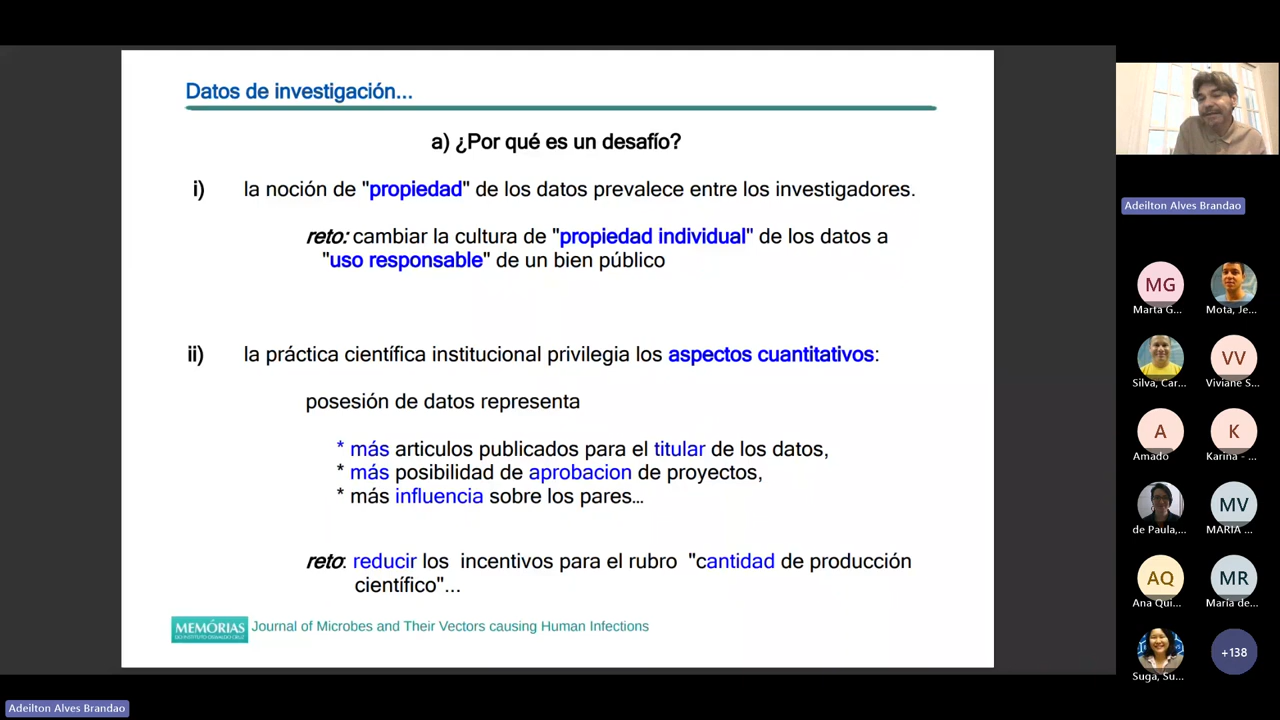 Datos de investigación...
a) ¿Por qué es un desafío?
i) la noción de "propiedad" de los datos prevalece entre los investigadores.
reto: cambiar la cultura de "propiedad individual" de los datos a
"uso responsable" de un bien público
ii) la práctica científica institucional privilegia los aspectos cuantitativos:
posesión de datos representa
* más articulos publicados para el titular de los datos,
* más posibilidad de aprobacion de proyectos,
* más influencia sobre los pares...
reto: reducir los incentivos para el rubro "cantidad de producción
científico"...
MEMÓRIAS
DO INSTITUTO OSWALDO CRUZ
Journal of Microbes and Their Vectors causing Human Infections
Adeilton Alves Brandao
MG
Marta G...
Mota, Je...
Silva, Car...
VV
Viviane S...
A
Amado
K
Karina - ...
de Paula,...
MV
MARIA ...
AQ
Ana Qui...
MR
María de...
Suga, Su...
+138
Adeilton Alves Brandao